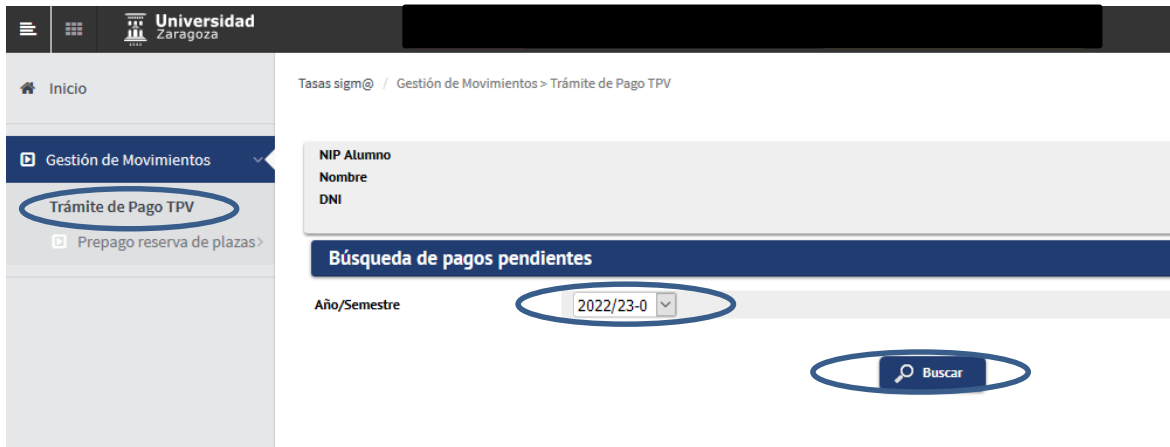 Universidad
Zaragoza
Inicio
Tasas sigm@ / Gestión de Movimientos > Trámite de Pago TPV
Gestión de Movimientos
Trámite de Pago TPV
Prepago reserva de plazas
NIP Alumno
Nombre
DNI
Búsqueda de pagos pendientes
Año/Semestre
2022/23-0
Buscar